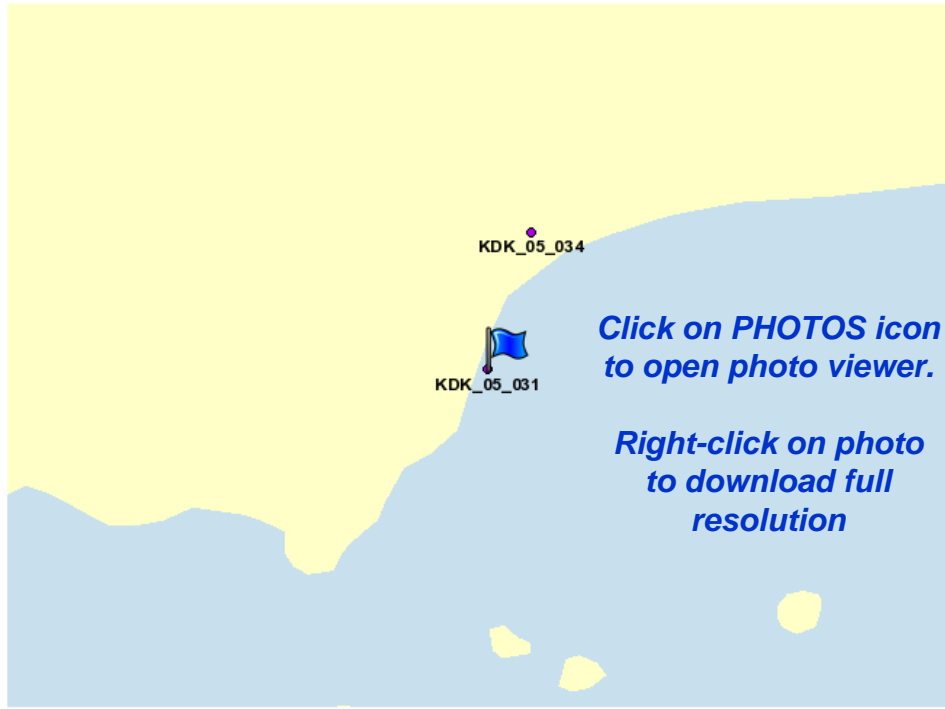 KDK_05_034
Click on PHOTOS icon
to open photo viewer.
KDK_05_031
Right-click on photo
to download full
resolution